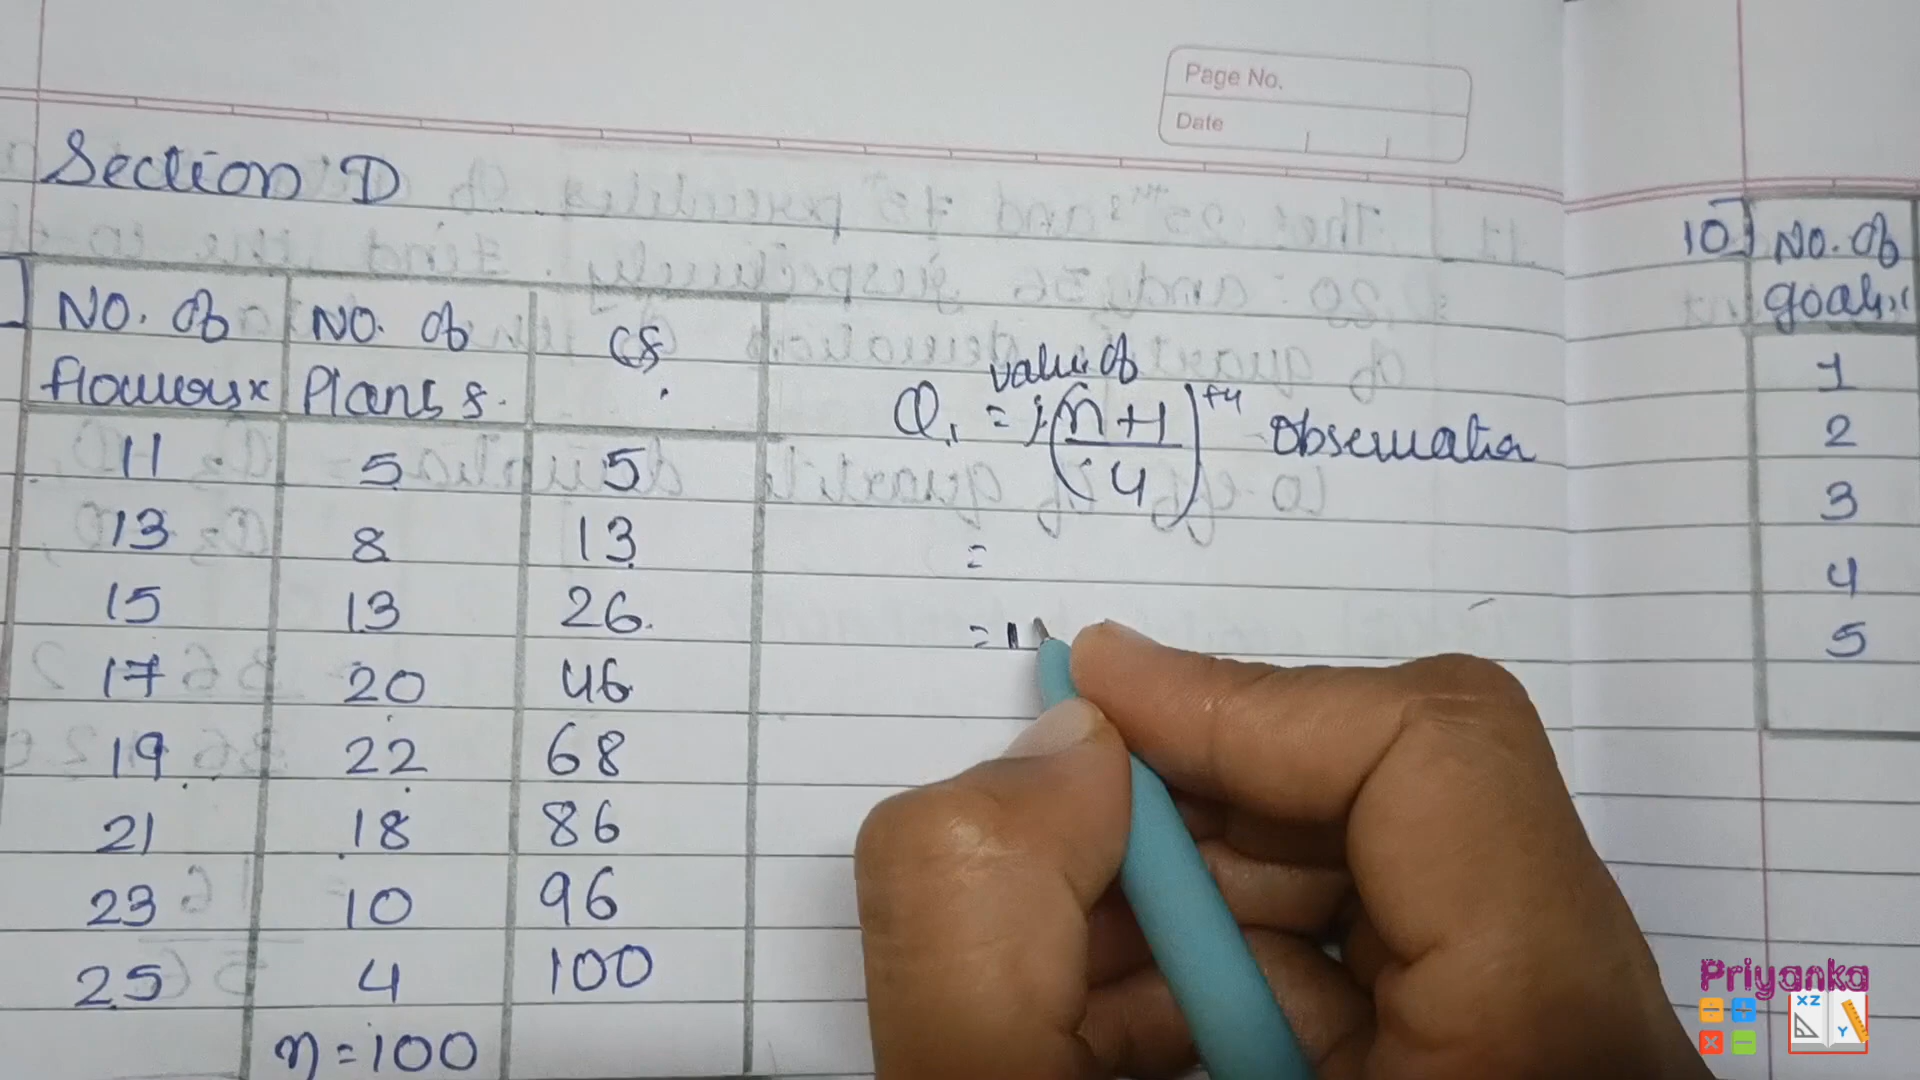 Page No.
Date
Section D
NO. Of NO. Of Cf
flowers x Plants f.
value of
Q1 = j(n+1/4)th Observation
11 5 5
13 8 13
=
15 13 26.
= 1
17 20 46
19 22 68
21 18 86
23 10 96
25 4 100
n = 100
10] NO. Of
goals x
1
2
3
4
5
Priyanka
XZ
Y